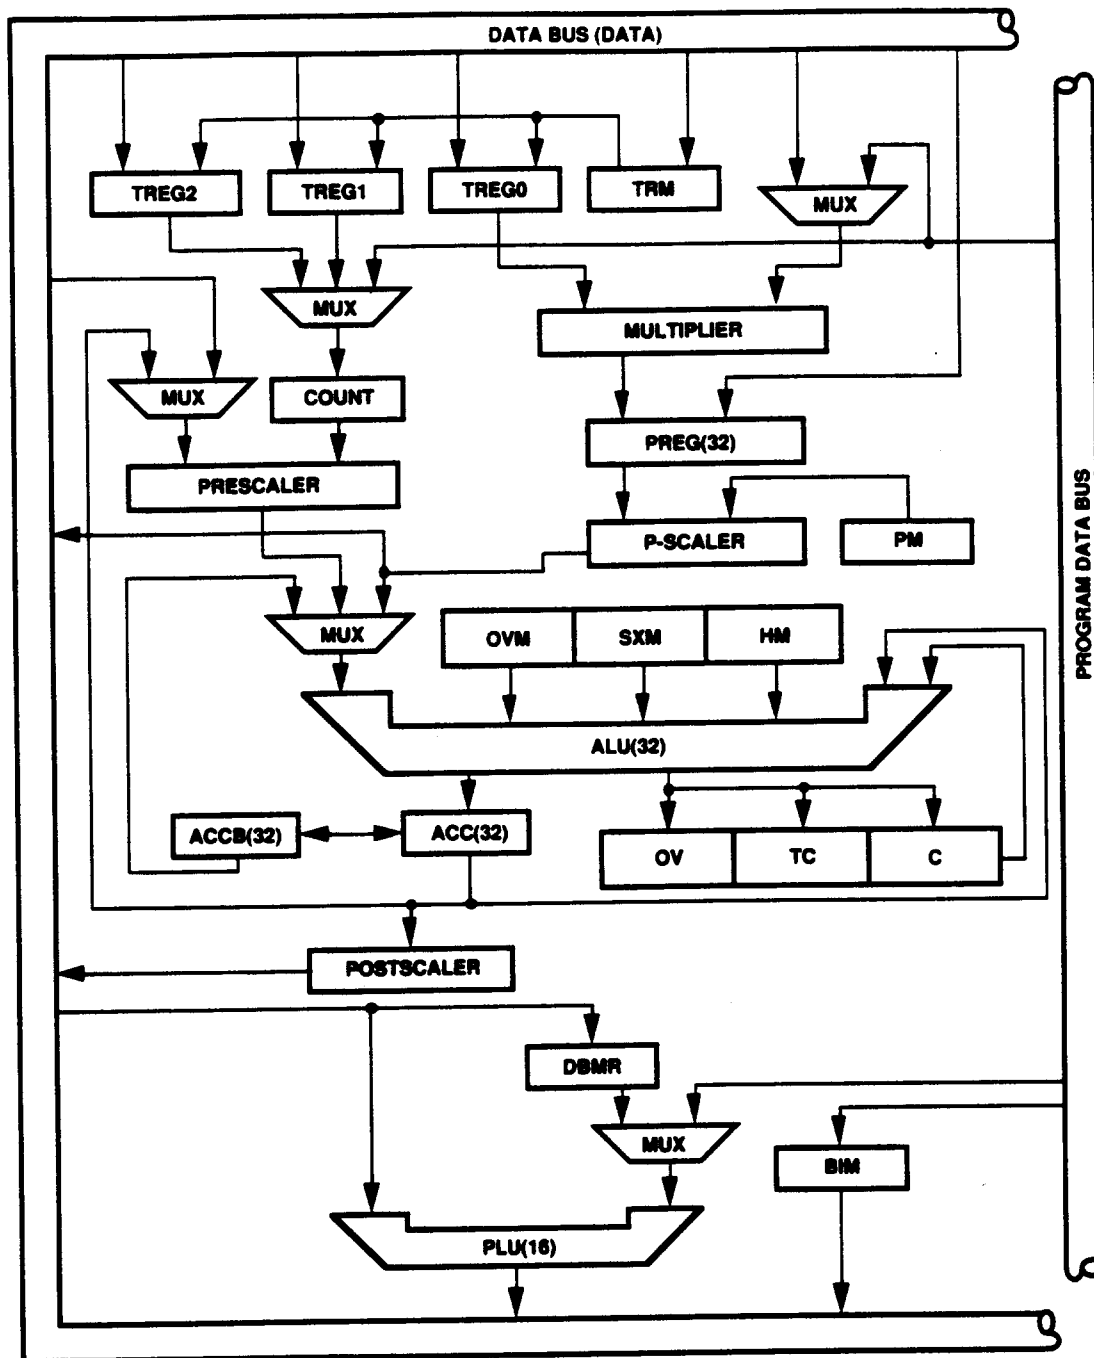 DATA BUS (DATA)
TREG2
TREG1
TREG0
TRM
MUX
MUX
MULTIPLIER
MUX
COUNT
PREG(32)
PRESCALER
P-SCALER
PM
PROGRAM DATA BUS
MUX
OVM
SXM
HM
ALU(32)
ACCB(32)
ACC(32)
OV
TC
C
POSTSCALER
DBMR
MUX
BIM
PLU(16)